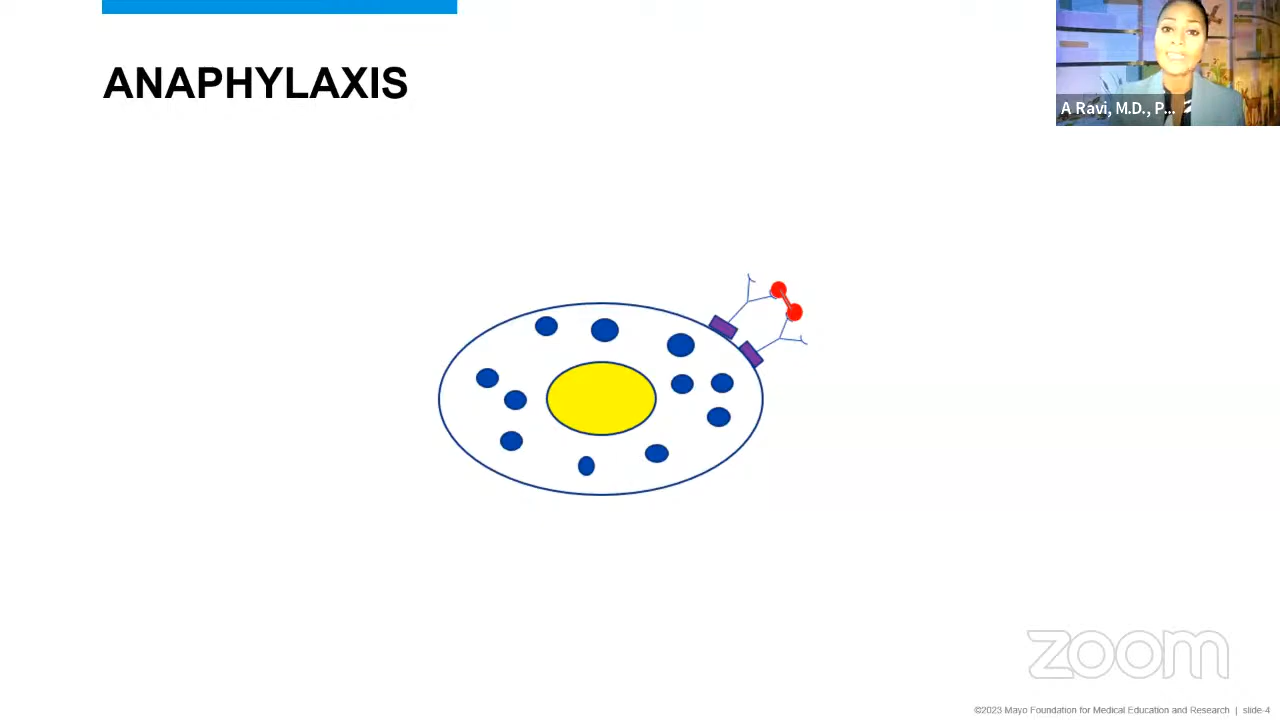 ANAPHYLAXIS
A Ravi, M.D., P...
zoom
©2023 Mayo Foundation for Medical Education and Research | slide-4